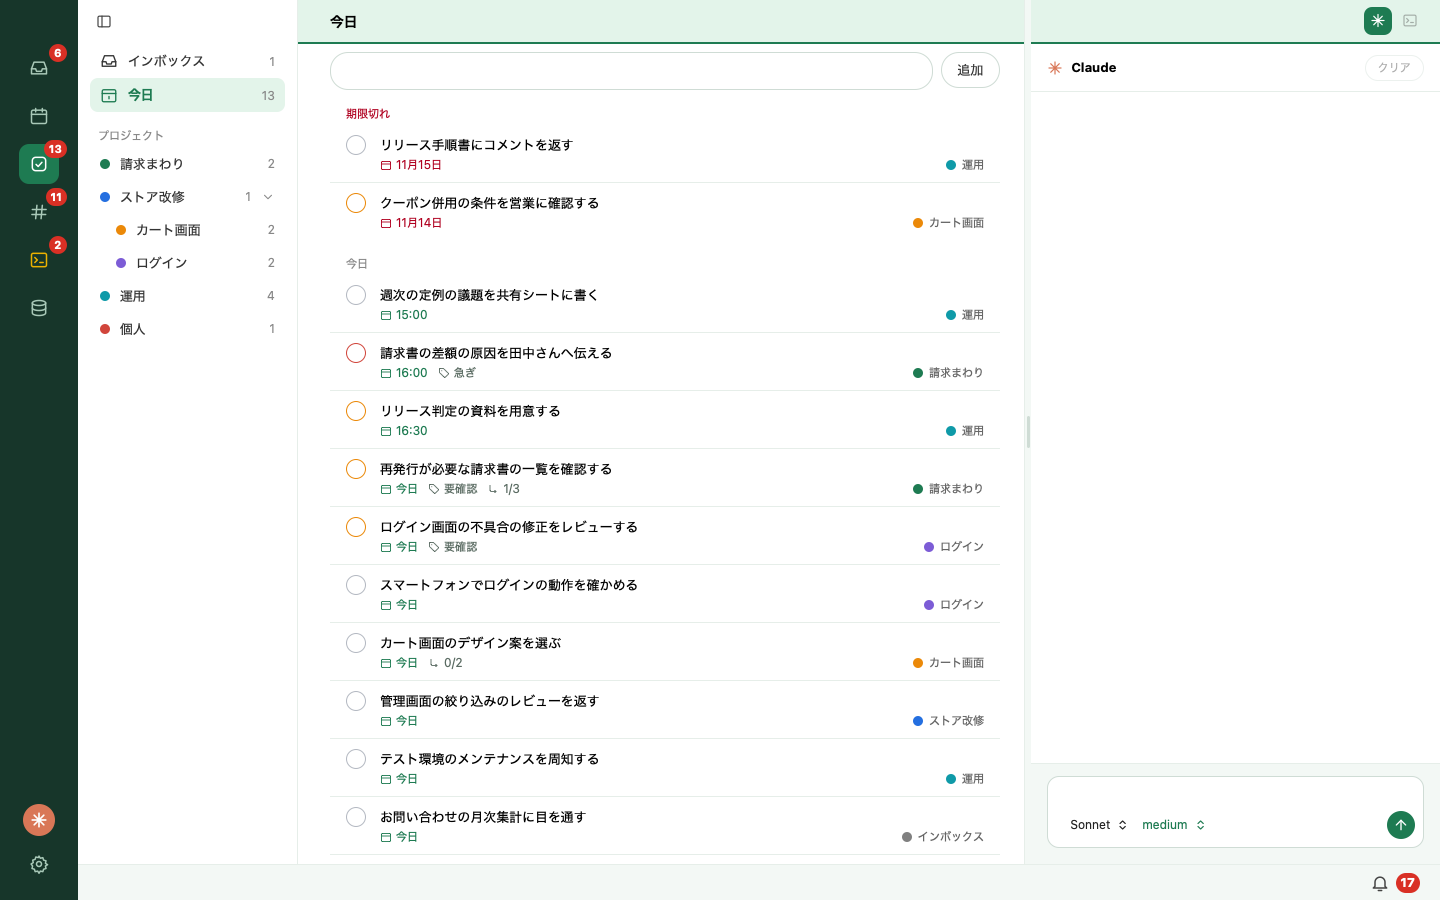 6
13
11
2
インボックス 1
今日 13
プロジェクト
請求まわり 2
ストア改修 1
カート画面 2
ログイン 2
運用 4
個人 1
今日
追加
期限切れ
リリース手順書にコメントを返す
11月15日 運用
クーポン併用の条件を営業に確認する
11月14日 カート画面
今日
週次の定例の議題を共有シートに書く
15:00 運用
請求書の差額の原因を田中さんへ伝える
16:00 急ぎ 請求まわり
リリース判定の資料を用意する
16:30 運用
再発行が必要な請求書の一覧を確認する
今日 要確認 1/3 請求まわり
ログイン画面の不具合の修正をレビューする
今日 要確認 ログイン
スマートフォンでログインの動作を確かめる
今日 ログイン
カート画面のデザイン案を選ぶ
今日 0/2 カート画面
管理画面の絞り込みのレビューを返す
今日 ストア改修
テスト環境のメンテナンスを周知する
今日 運用
お問い合わせの月次集計に目を通す
今日 インボックス
Claude クリア
Sonnet medium
17